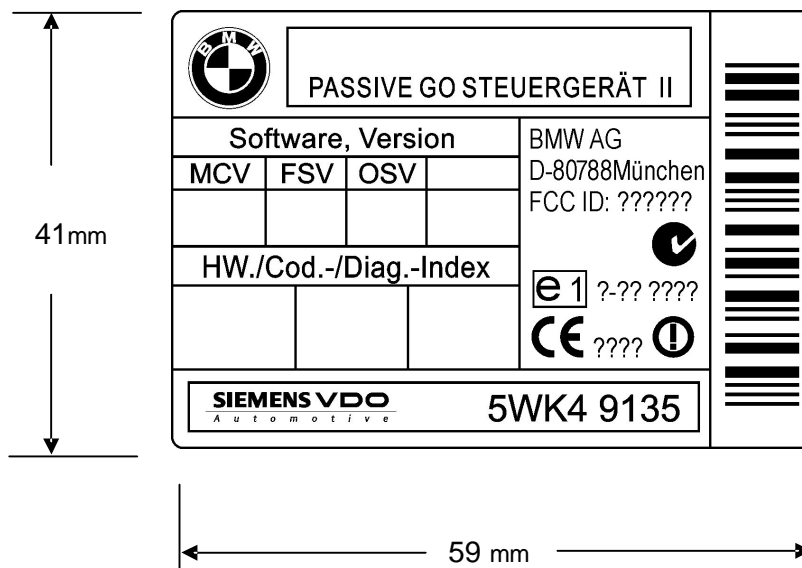 BMW
PASSIVE GO STEUERGERÄT II
Software, Version
MCV FSV OSV
HW./Cod.-/Diag.-Index
BMW AG
D-80788München
FCC ID: ??????
e 1 ?-?? ????
CE ???? !
SIEMENS VDO
Automotive
5WK4 9135
41mm
59 mm